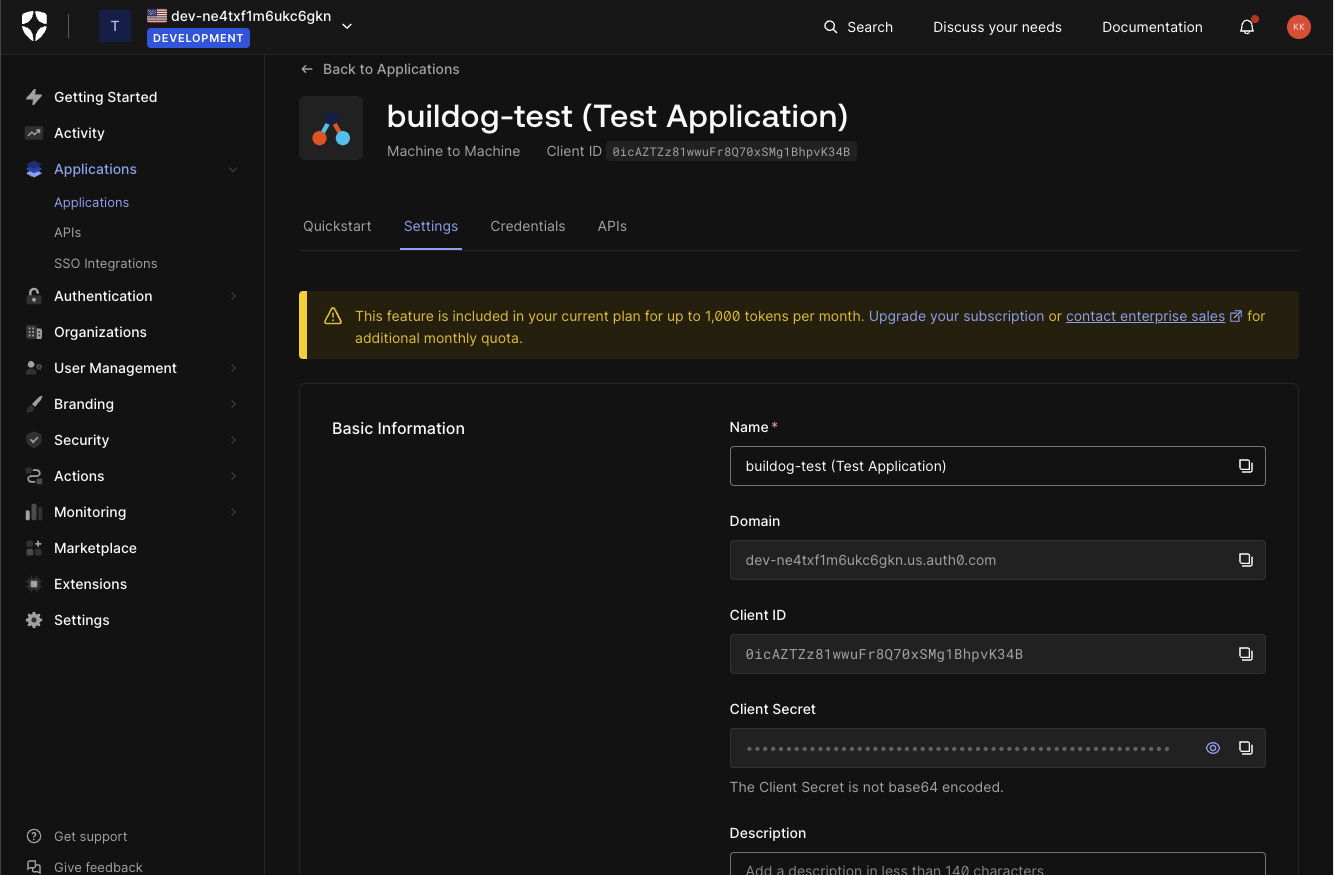 T
dev-ne4txf1m6ukc6gkn
DEVELOPMENT
Search
Discuss your needs
Documentation
KK
Getting Started
Activity
Applications
Applications
APIs
SSO Integrations
Authentication
Organizations
User Management
Branding
Security
Actions
Monitoring
Marketplace
Extensions
Settings
Get support
Give feedback
Back to Applications
buildog-test (Test Application)
Machine to Machine Client ID 0icAZTZz81wwuFr8Q70xSMg1BhpvK34B
Quickstart Settings Credentials APIs
This feature is included in your current plan for up to 1,000 tokens per month. Upgrade your subscription or contact enterprise sales for
additional monthly quota.
Basic Information
Name*
buildog-test (Test Application)
Domain
dev-ne4txf1m6ukc6gkn.us.auth0.com
Client ID
0icAZTZz81wwuFr8Q70xSMg1BhpvK34B
Client Secret
The Client Secret is not base64 encoded.
Description
Add a description in less than 140 characters